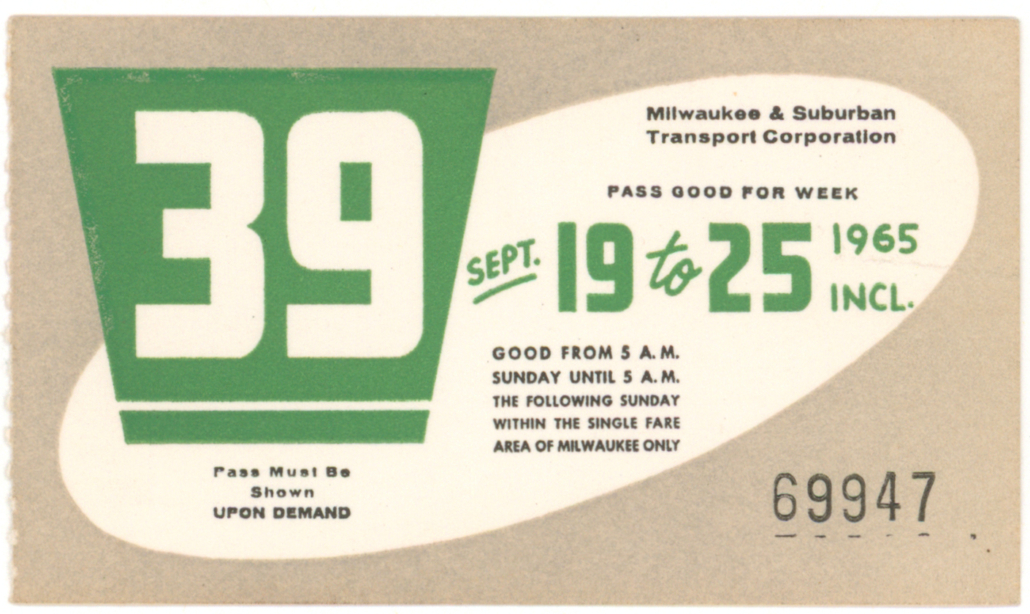 39
Milwaukee & Suburban
Transport Corporation
PASS GOOD FOR WEEK
SEPT. 19 to 25 1965
INCL.
GOOD FROM 5 A.M.
SUNDAY UNTIL 5 A.M.
THE FOLLOWING SUNDAY
WITHIN THE SINGLE FARE
AREA OF MILWAUKEE ONLY
Pass Must Be
Shown
UPON DEMAND
69947